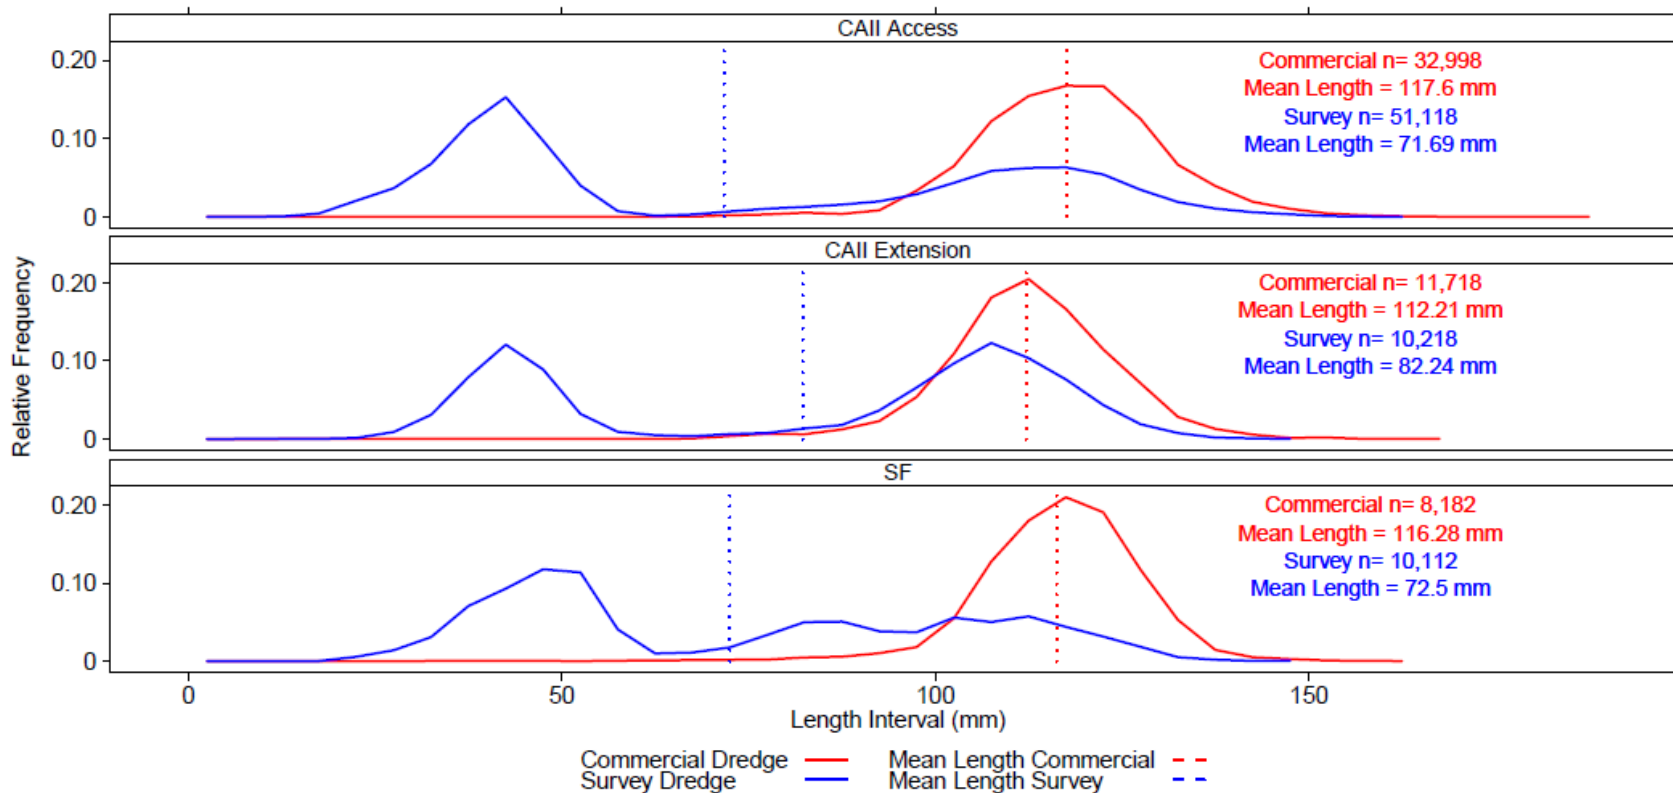 CAII Access
0.20
0.10
0
Commercial n= 32,998
Mean Length = 117.6 mm
Survey n= 51,118
Mean Length = 71.69 mm
CAII Extension
0.20
0.10
0
Commercial n= 11,718
Mean Length = 112.21 mm
Survey n= 10,218
Mean Length = 82.24 mm
Relative Frequency
SF
0.20
0.10
0
Commercial n= 8,182
Mean Length = 116.28 mm
Survey n= 10,112
Mean Length = 72.5 mm
0 50 100 150
Length Interval (mm)
Commercial Dredge Mean Length Commercial
Survey Dredge Mean Length Survey